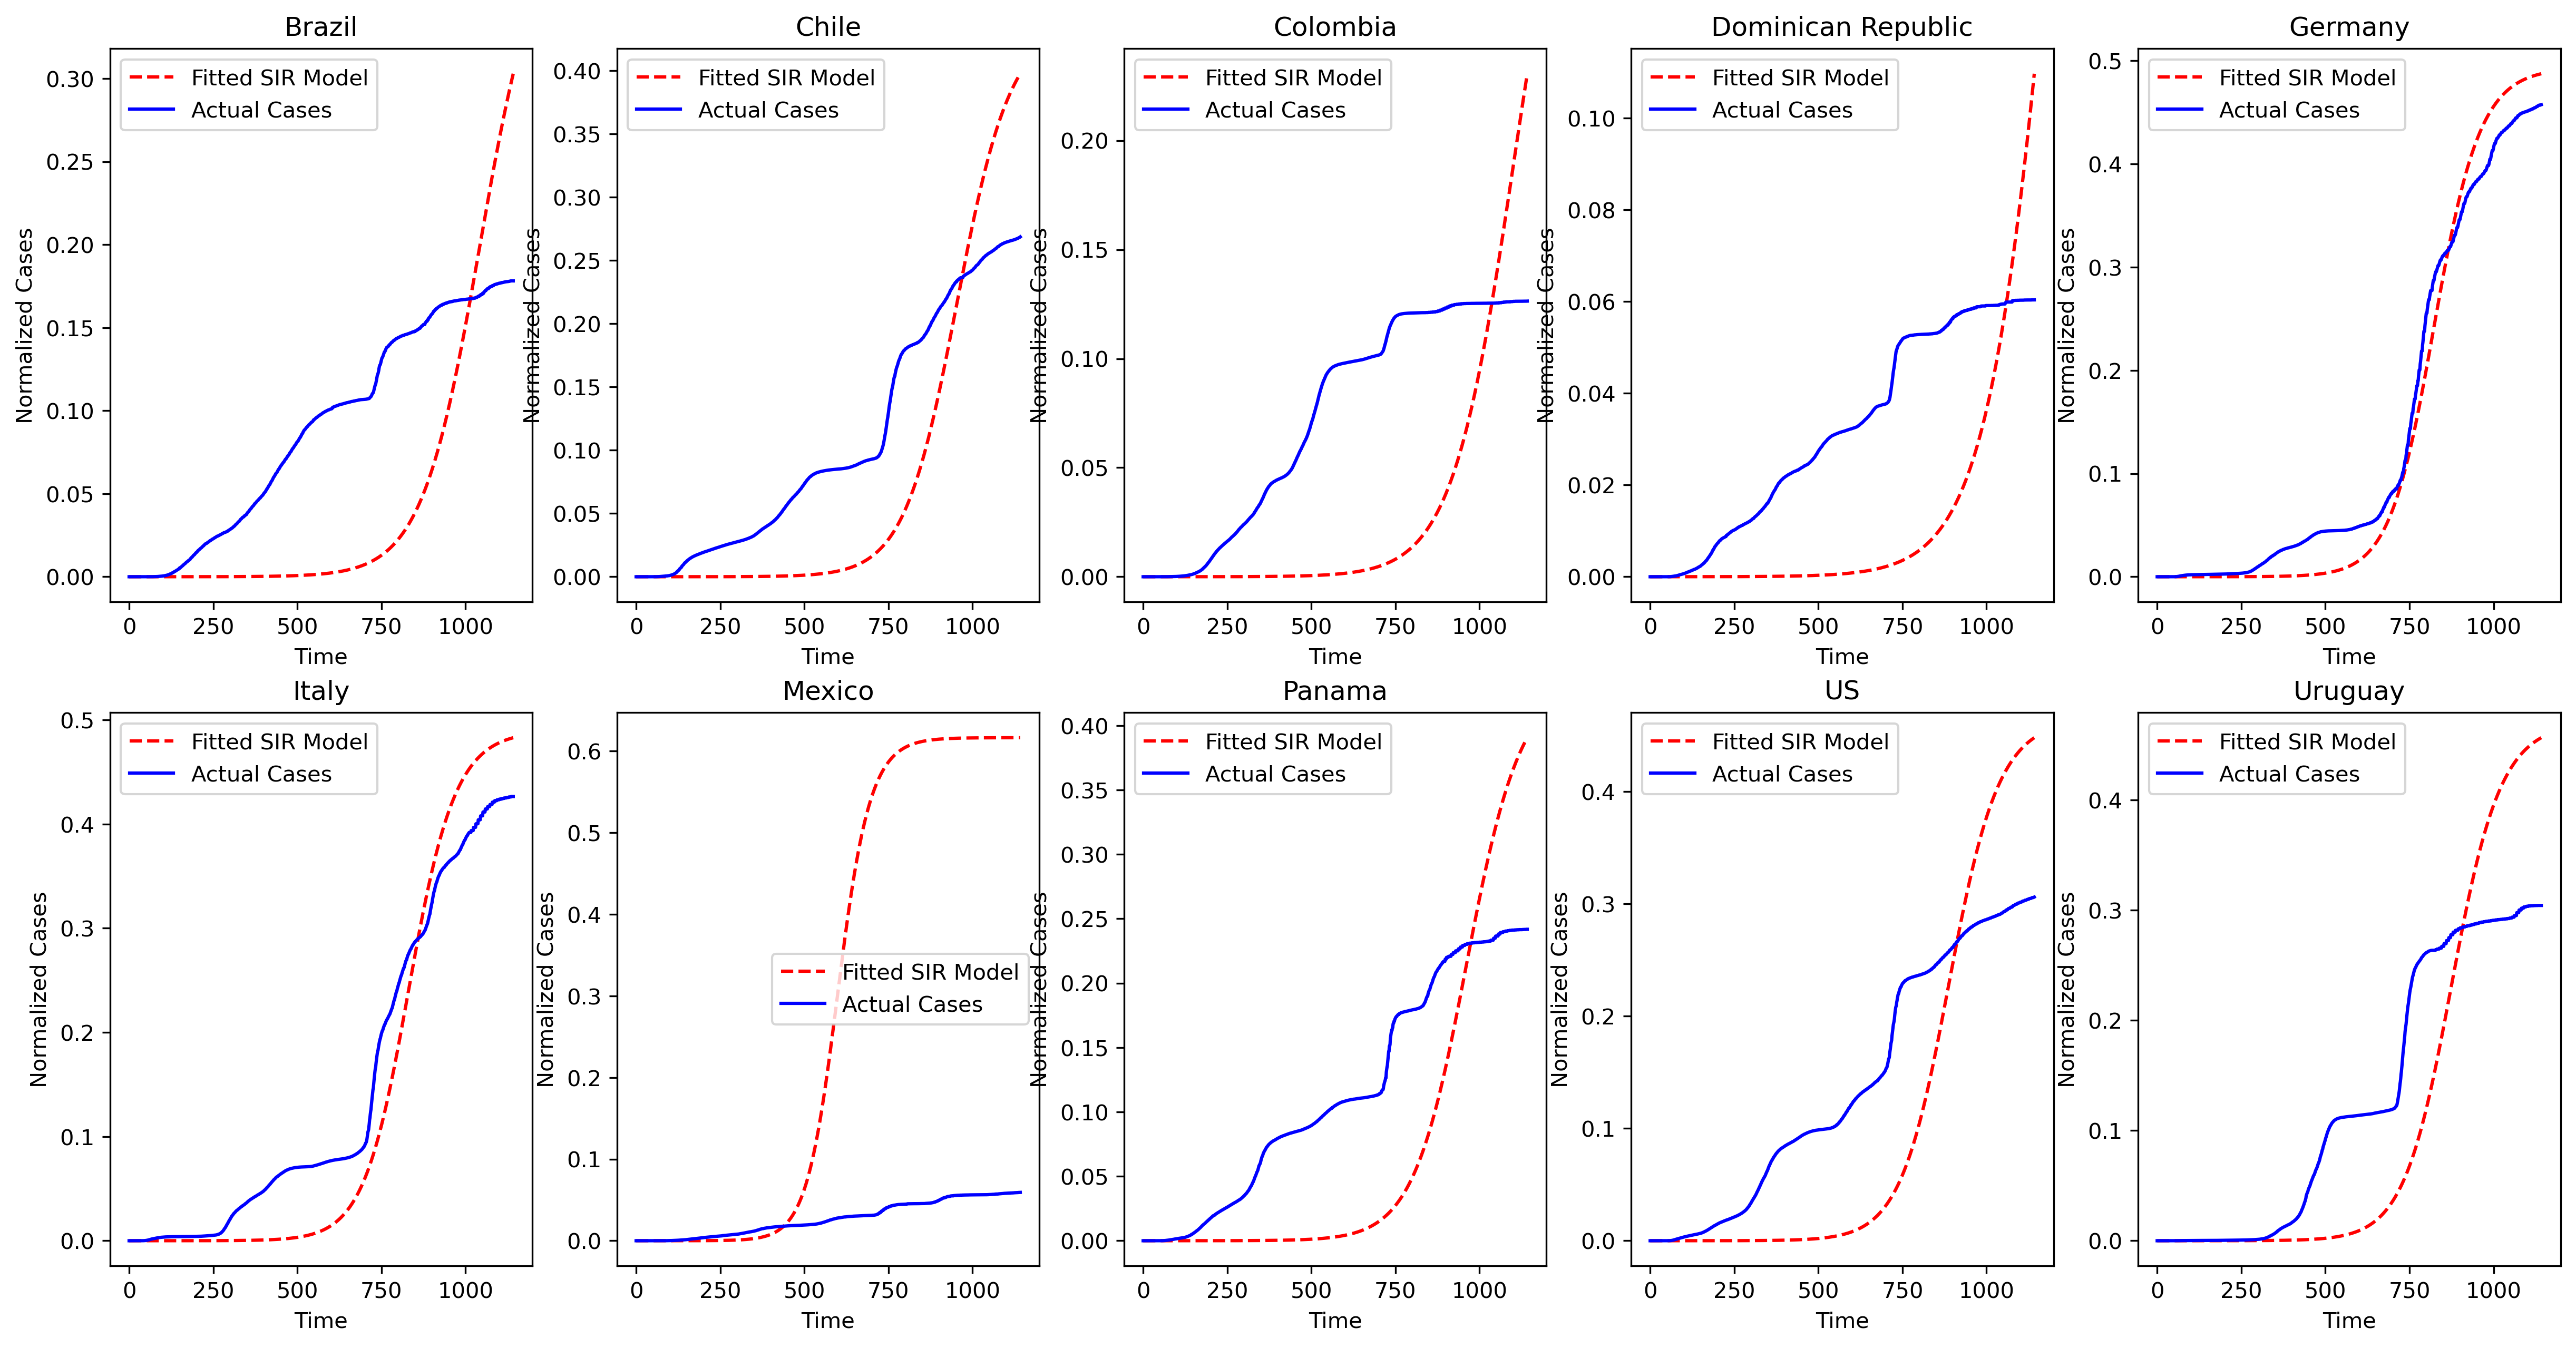 Brazil
Fitted SIR Model
Actual Cases
Normalized Cases
0.30
0.25
0.20
0.15
0.10
0.05
0.00
0 250 500 750 1000
Time
Chile
Fitted SIR Model
Actual Cases
Normalized Cases
0.40
0.35
0.30
0.25
0.20
0.15
0.10
0.05
0.00
0 250 500 750 1000
Time
Colombia
Fitted SIR Model
Actual Cases
Normalized Cases
0.20
0.15
0.10
0.05
0.00
0 250 500 750 1000
Time
Dominican Republic
Fitted SIR Model
Actual Cases
Normalized Cases
0.10
0.08
0.06
0.04
0.02
0.00
0 250 500 750 1000
Time
Germany
Fitted SIR Model
Actual Cases
Normalized Cases
0.5
0.4
0.3
0.2
0.1
0.0
0 250 500 750 1000
Time
Italy
Fitted SIR Model
Actual Cases
Normalized Cases
0.5
0.4
0.3
0.2
0.1
0.0
0 250 500 750 1000
Time
Mexico
Fitted SIR Model
Actual Cases
Normalized Cases
0.6
0.5
0.4
0.3
0.2
0.1
0.0
0 250 500 750 1000
Time
Panama
Fitted SIR Model
Actual Cases
Normalized Cases
0.40
0.35
0.30
0.25
0.20
0.15
0.10
0.05
0.00
0 250 500 750 1000
Time
US
Fitted SIR Model
Actual Cases
Normalized Cases
0.4
0.3
0.2
0.1
0.0
0 250 500 750 1000
Time
Uruguay
Fitted SIR Model
Actual Cases
Normalized Cases
0.4
0.3
0.2
0.1
0.0
0 250 500 750 1000
Time